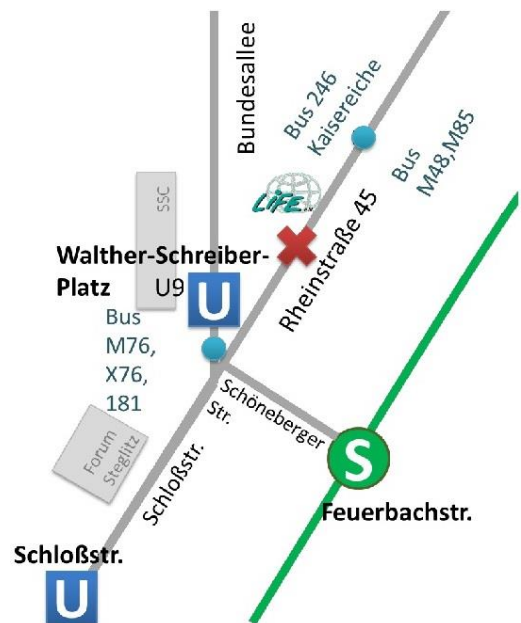 Bundesallee
Bus 246
Kaisereiche
Bus
M48,M85
SSC
LiFE
Rheinstraße 45
Walther-Schreiber-
Platz U9
U
Bus
M76,
X76,
181
Schöneberger
Str.
Forum
Steglitz
Schloßstr.
S
Feuerbachstr.
Schloßstr.
U